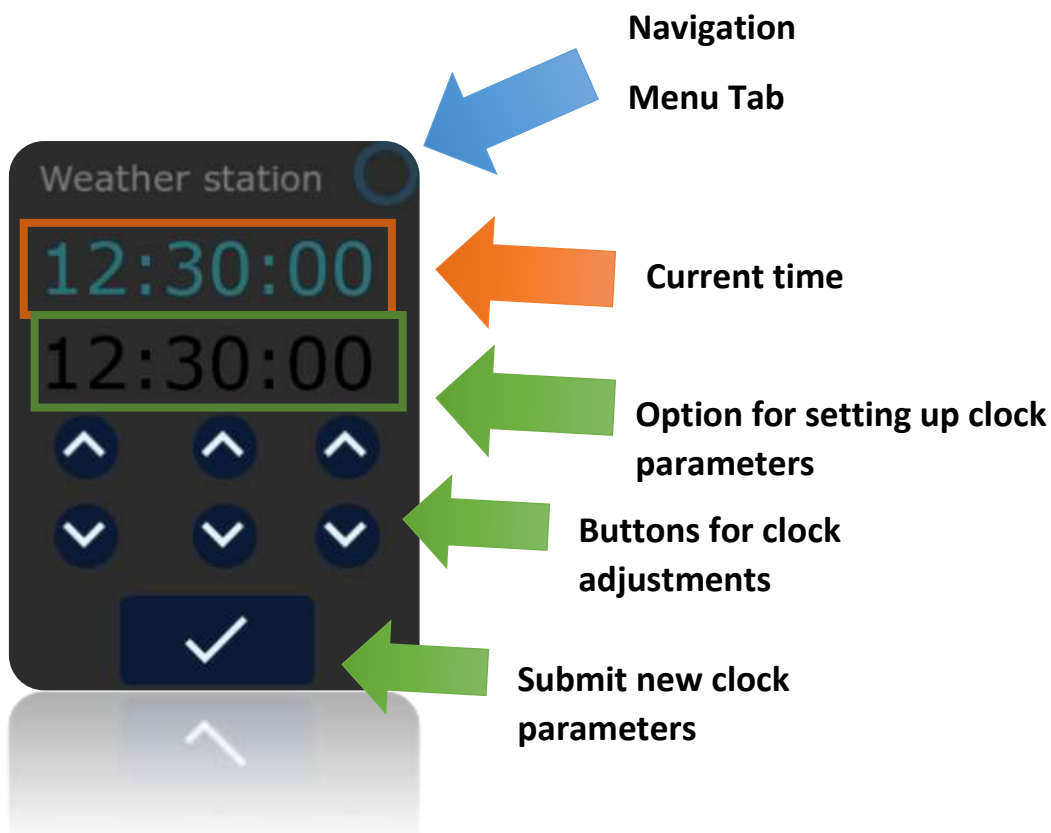 Navigation
Menu Tab
Weather station
12:30:00
Current time
12:30:00
Option for setting up clock
parameters
Buttons for clock
adjustments
Submit new clock
parameters